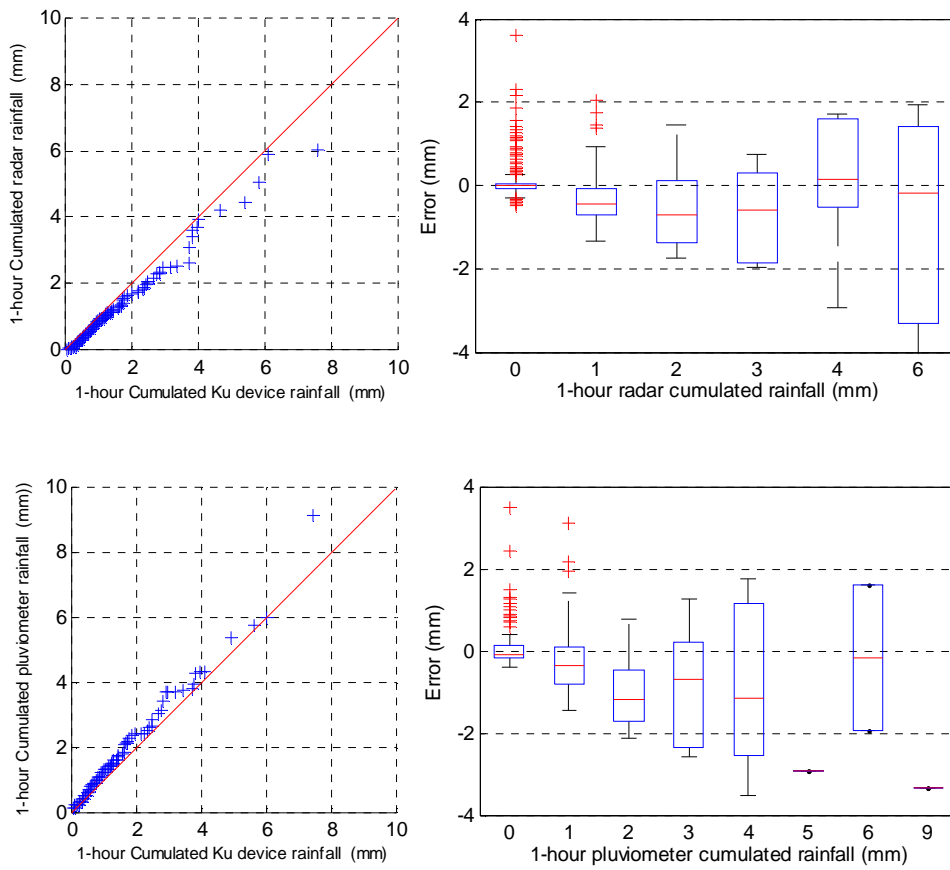 10
8
6
4
2
0
0 2 4 6 8 10
1-hour Cumulated radar rainfall (mm)
1-hour Cumulated Ku device rainfall (mm)
4
2
0
-2
-4
0 1 2 3 4 6
Error (mm)
1-hour radar cumulated rainfall (mm)
10
8
6
4
2
0
0 2 4 6 8 10
1-hour Cumulated pluviometer rainfall (mm))
1-hour Cumulated Ku device rainfall (mm)
4
2
0
-2
-4
0 1 2 3 4 5 6 9
Error (mm)
1-hour pluviometer cumulated rainfall (mm)